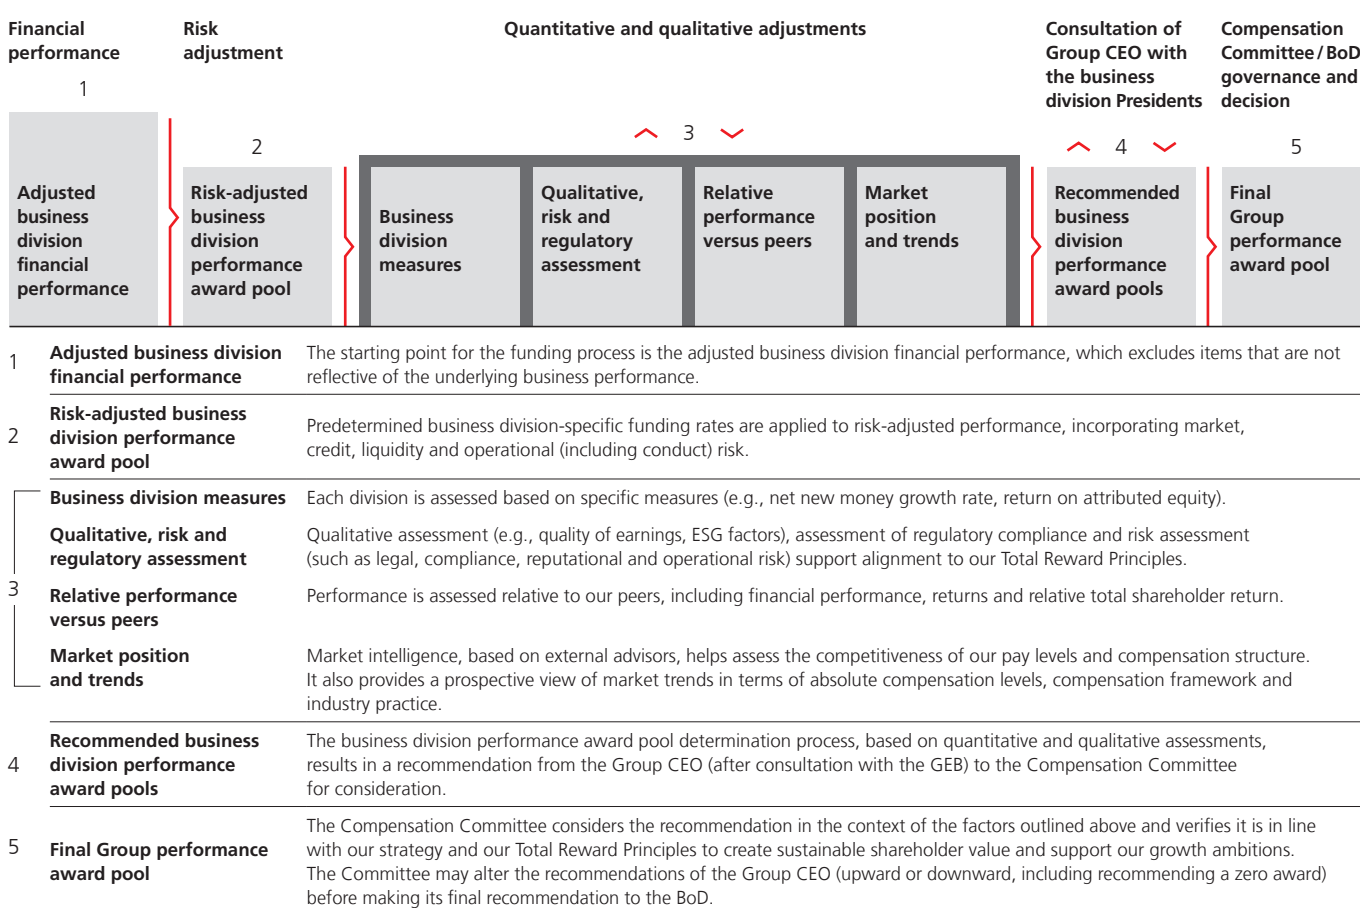 Financial
performance
Risk
adjustment
Quantitative and qualitative adjustments
Consultation of
Group CEO with
the business
division Presidents
Compensation
Committee / BoD
governance and
decision
1
2
3
4
5
Adjusted
business
division
financial
performance
Risk-adjusted
business
division
performance
award pool
Business
division
measures
Qualitative,
risk and
regulatory
assessment
Relative
performance
versus peers
Market
position
and trends
Recommended
business
division
performance
award pools
Final
Group
performance
award pool
1
Adjusted business division
financial performance
The starting point for the funding process is the adjusted business division financial performance, which excludes items that are not
reflective of the underlying business performance.
2
Risk-adjusted business
division performance
award pool
Predetermined business division-specific funding rates are applied to risk-adjusted performance, incorporating market,
credit, liquidity and operational (including conduct) risk.
3
Business division measures
Each division is assessed based on specific measures (e.g., net new money growth rate, return on attributed equity).
Qualitative, risk and
regulatory assessment
Qualitative assessment (e.g., quality of earnings, ESG factors), assessment of regulatory compliance and risk assessment
(such as legal, compliance, reputational and operational risk) support alignment to our Total Reward Principles.
Relative performance
versus peers
Performance is assessed relative to our peers, including financial performance, returns and relative total shareholder return.
Market position
and trends
Market intelligence, based on external advisors, helps assess the competitiveness of our pay levels and compensation structure.
It also provides a prospective view of market trends in terms of absolute compensation levels, compensation framework and
industry practice.
4
Recommended business
division performance
award pools
The business division performance award pool determination process, based on quantitative and qualitative assessments,
results in a recommendation from the Group CEO (after consultation with the GEB) to the Compensation Committee
for consideration.
5
Final Group performance
award pool
The Compensation Committee considers the recommendation in the context of the factors outlined above and verifies it is in line
with our strategy and our Total Reward Principles to create sustainable shareholder value and support our growth ambitions.
The Committee may alter the recommendations of the Group CEO (upward or downward, including recommending a zero award)
before making its final recommendation to the BoD.